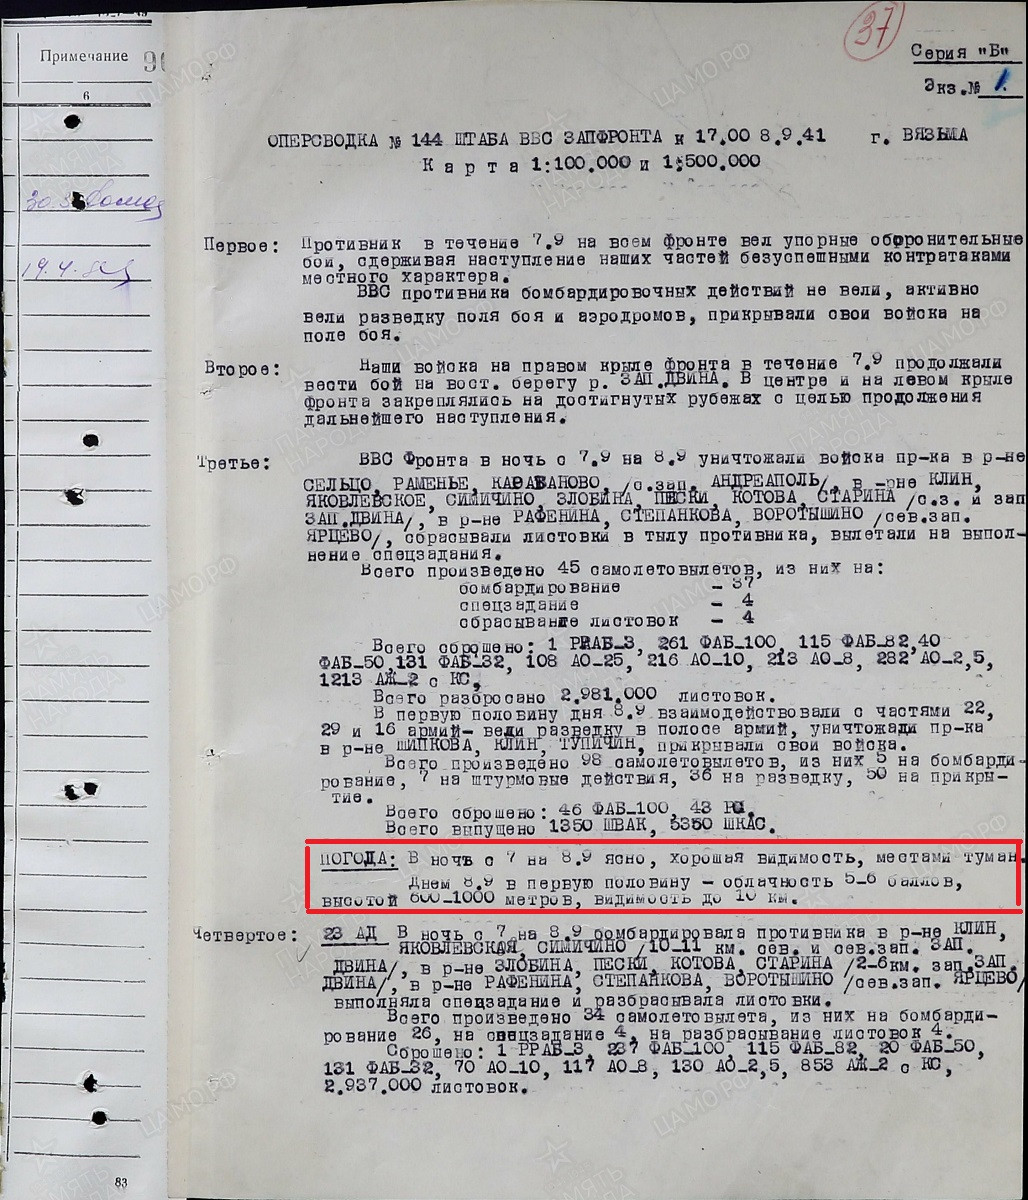 Примечание
6
37
Серия "Б"
Экз.№ 1.
ОПЕРСВОДКА № 144 ШТАБА ВВС ЗАПФРОНТА к 17.00 8.9.41 г. ВЯЗЬМА
Карта 1:100.000 и 1:500.000
Первое: Противник в течение 7.9 на всем фронте вел упорные оборонительные
бои, сдерживая наступление наших частей безуспешными контратаками
местного характера.
ВВС противника бомбардировочных действий не вели, активно
вели разведку поля боя и аэродромов, прикрывали свои войска на
поле боя.
Второе: Наши войска на правом крыле фронта в течение 7.9 продолжали
вести бой на вост. берегу р. ЗАП.ДВИНА. В центре и на левом крыле
фронта закреплялись на достигнутых рубежах с целью продолжения
дальнейшего наступления.
Третье: ВВС Фронта в ночь с 7.9 на 8.9 уничтожали войска пр-ка в р-не
СЕЛЬЦО, РАМЕНЬЕ, КАРАБАНОВО, /с.зап. АНДРЕАПОЛЬ/, в -рне КЛИН,
ЯКОВЛЕВСКОЕ, СИМИЧИНО, ЗЛОБИНА, ПЕСКИ, КОТОВА, СТАРИНА /с.з. и зап
ЗАП.ДВИНА/, в р-не РАФЕНИНА, СТЕПАНКОВА, ВОРОТЫШИНО /сев.зап.
ЯРЦЕВО/, сбрасывали листовки в тылу противника, вылетали на выпол-
нение спецзадания.
Всего произведено 45 самолетовылетов, из них на:
бомбардирование - 37
спецзадание - 4
сбрасывание листовок - 4
Всего сброшено: 1 РРАБ-3, 261 ФАБ-100, 115 ФАБ-82, 40
ФАБ-50, 131 ФАБ-32, 108 АО-25, 216 АО-10, 213 АО-8, 282 АО-2,5,
1213 АЖ-2 с КС,
Всего разбросано 2.981.000 листовок.
В первую половину дня 8.9 взаимодействовали с частями 22,
29 и 16 армий- вели разведку в полосе армий, уничтожади пр-ка
в р-не ШИПКОВА, КЛИН, ТУПИЧИН, прикрывали свои войска.
Всего произведено 98 самолетовылетов, из них 5 на бомбарди-
рование, 7 на штурмовые действия, 36 на разведку, 50 на прикры-
тие.
Всего сброшено: 46 ФАБ-100, 43
Всего выпущено 1350 ШВАК, 5350 ШКАС.
ПОГОДА: В ночь с 7 на 8.9 ясно, хорошая видимость, местами туман.
Днем 8.9 в первую половину - облачность 5-6 баллов,
высотой 600-1000 метров, видимость до 10 км.
Четвертое: 23 АД В ночь с 7 на 8.9 бомбардировала противника в р-не КЛИН,
ЯКОВЛЕВСКАЯ, СИМИЧИНО /10-11 км. сев. и сев.зап. ЗАП.
ДВИНА/, в р-не ЗЛОБИНА, ПЕСКИ, КОТОВА, СТАРИНА /2-6км. зап.ЗАП
ДВИНЫ/, в р-не РАФЕНИНА, СТЕПАНКОВА, ВОРОТЫШИНО /сев.зап. ЯРЦЕВО/
выполняла спецзадание и разбрасывала листовки.
Всего произведено 34 самолетовылета, из них на бомбарди-
рование 26, на спецзадание 4, на разбрасывание листовок 4.
Сброшено: 1 РРАБ-3, 237 ФАБ-100, 115 ФАБ-82, 20 ФАБ-50,
131 ФАБ-32, 70 АО-10, 117 АО-8, 130 АО-2,5, 853 АЖ-2 с КС,
2.937.000 листовок.
83